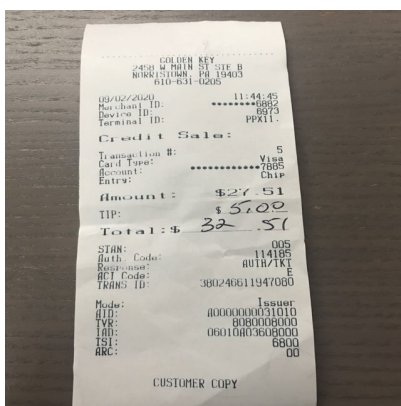 GOLDEN KEY
2458 W MAIN ST STE B
NORRISTOWN, PA 19403
610-631-0205
09/02/2020 11:44:45
Merchant ID: ••••••••6882
Device ID: 6973
Terminal ID: PPX11.
Credit Sale:
Transaction #: 5
Card Type: Visa
Account: ••••••••••••7885
Entry: Chip
Amount: $27.51
TIP: $ 5.00
Total:$ 32 .51
STAN: 005
Auth. Code: 114185
Response: AUTH/TKT
ACI Code: E
TRANS ID: 380246611947080
Mode: Issuer
AID: A0000000031010
TVR: 8080008000
IAD: 06010A03608000
TSI: 6800
ARC: 00
CUSTOMER COPY